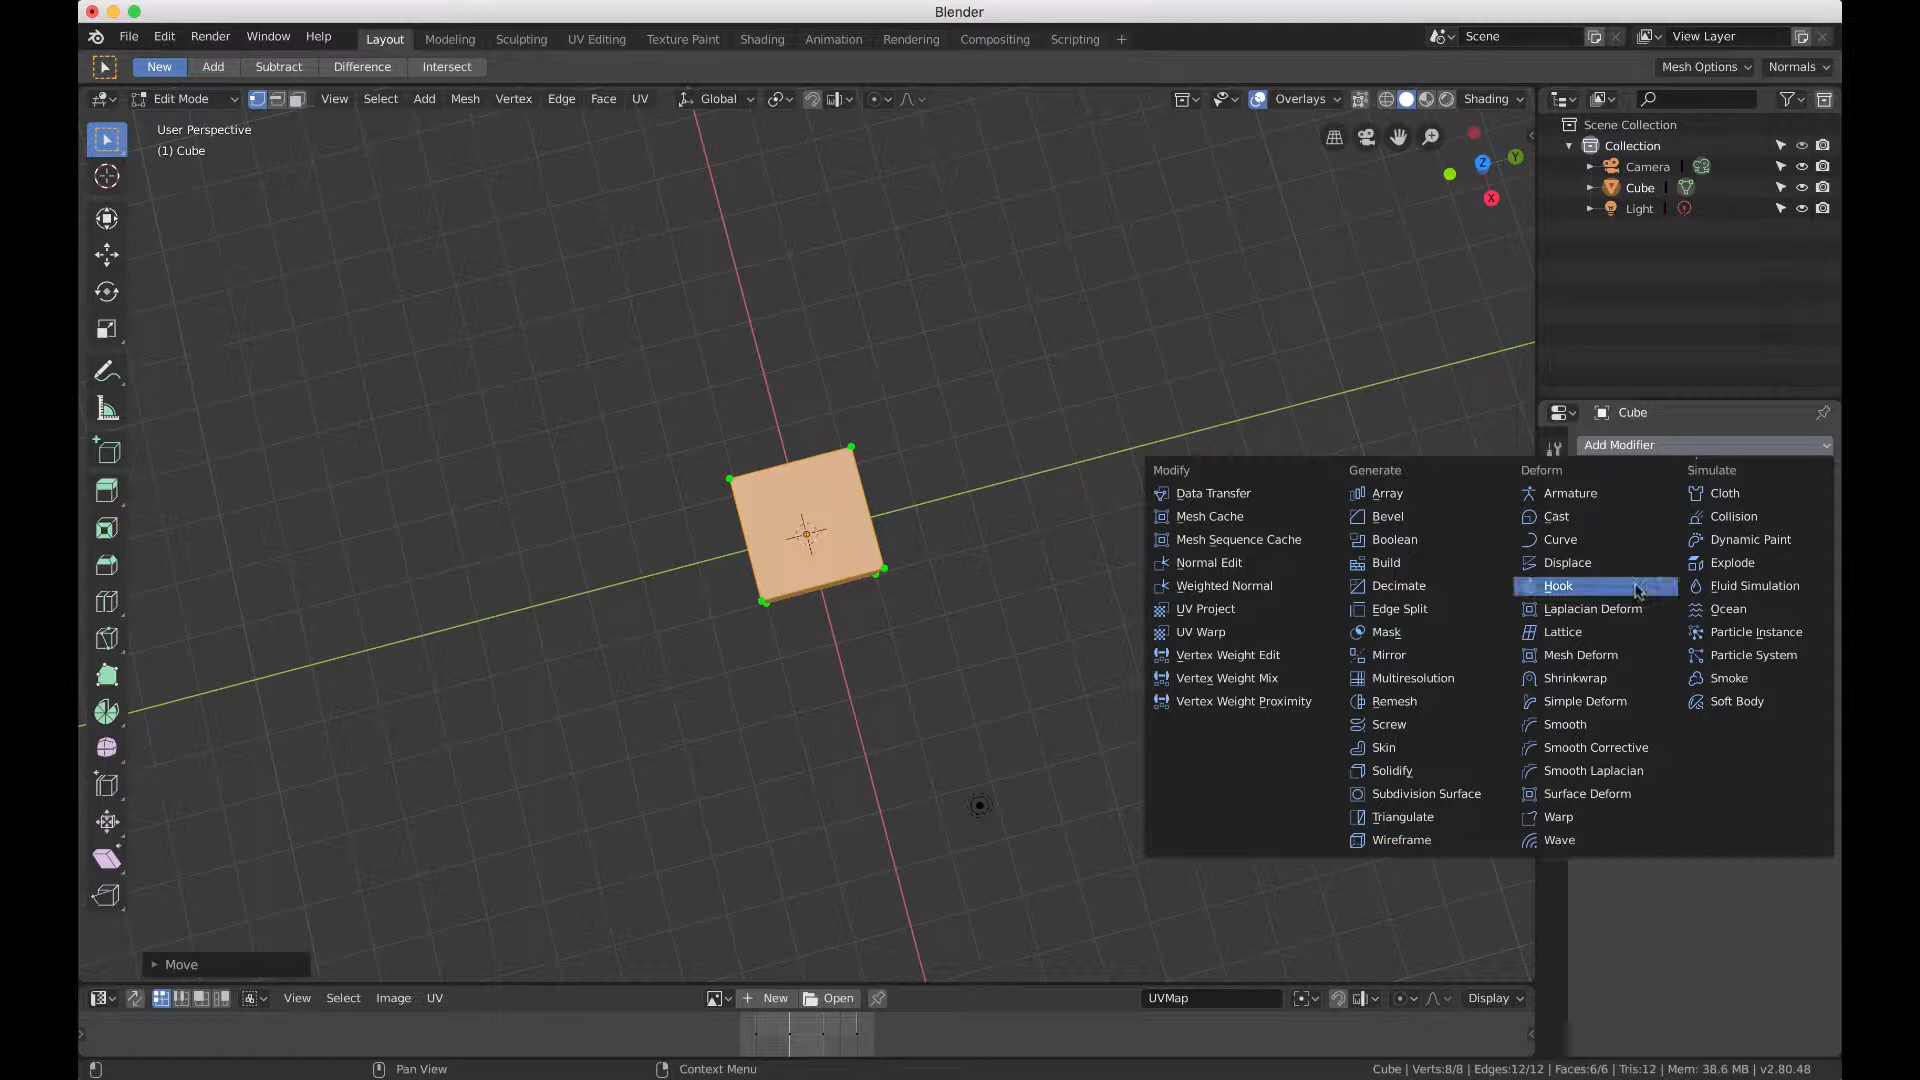 Blender
File Edit Render Window Help Layout Modeling Sculpting UV Editing Texture Paint Shading Animation Rendering Compositing Scripting + Scene View Layer
New Add Subtract Difference Intersect Mesh Options Normals
Edit Mode View Select Add Mesh Vertex Edge Face UV Global Overlays Shading
User Perspective
(1) Cube
Z Y X
Scene Collection
Collection
Camera
Cube
Light
Cube
Add Modifier
Modify
Data Transfer
Mesh Cache
Mesh Sequence Cache
Normal Edit
Weighted Normal
UV Project
UV Warp
Vertex Weight Edit
Vertex Weight Mix
Vertex Weight Proximity
Generate
Array
Bevel
Boolean
Build
Decimate
Edge Split
Mask
Mirror
Multiresolution
Remesh
Screw
Skin
Solidify
Subdivision Surface
Triangulate
Wireframe
Deform
Armature
Cast
Curve
Displace
Hook
Laplacian Deform
Lattice
Mesh Deform
Shrinkwrap
Simple Deform
Smooth
Smooth Corrective
Smooth Laplacian
Surface Deform
Warp
Wave
Simulate
Cloth
Collision
Dynamic Paint
Explode
Fluid Simulation
Ocean
Particle Instance
Particle System
Smoke
Soft Body
Move
View Select Image UV + New Open UVMap Display
Pan View Context Menu Cube | Verts:8/8 | Edges:12/12 | Faces:6/6 | Tris:12 | Mem: 38.6 MB | v2.80.48